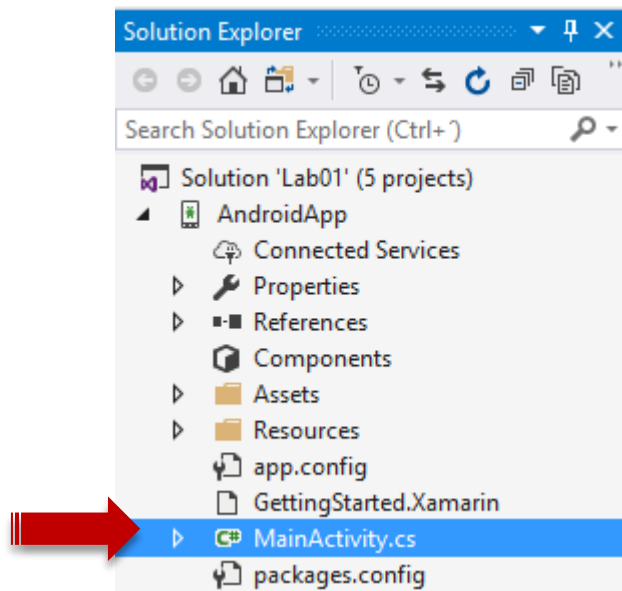 Solution Explorer
Search Solution Explorer (Ctrl+´)
Solution 'Lab01' (5 projects)
AndroidApp
Connected Services
Properties
References
Components
Assets
Resources
app.config
GettingStarted.Xamarin
C# MainActivity.cs
packages.config